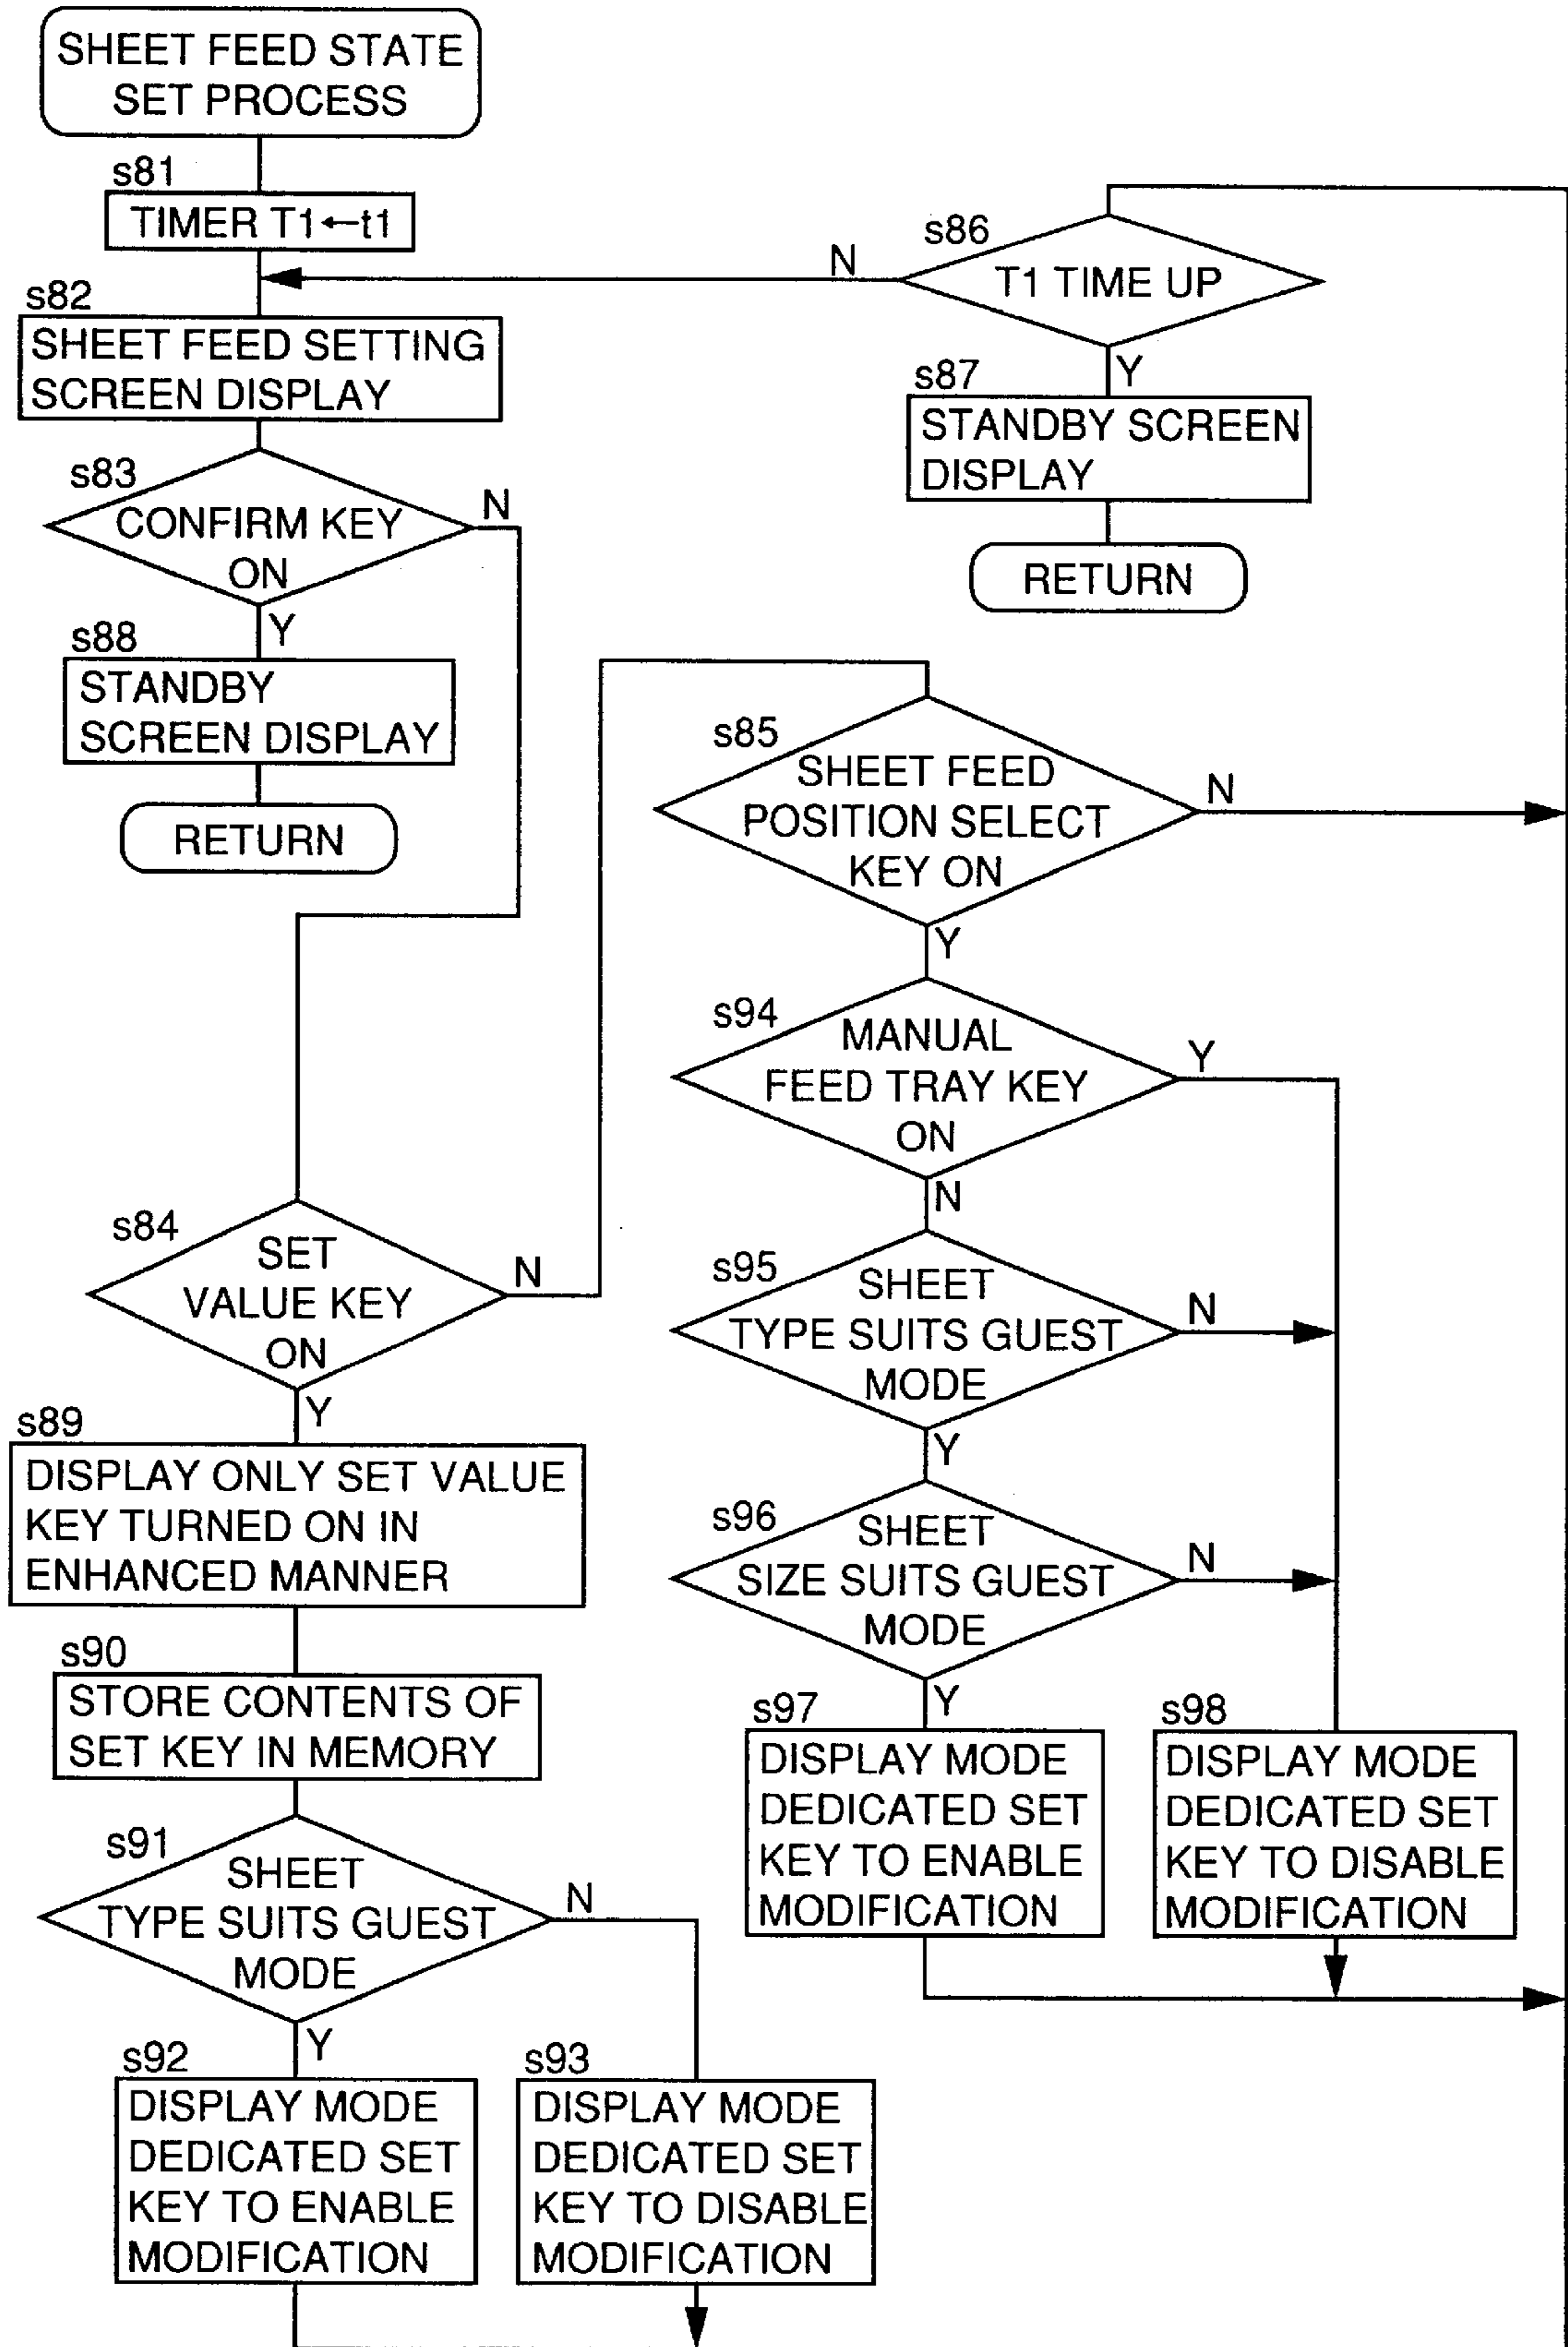 SHEET FEED STATE
SET PROCESS
s81
TIMER T1←t1
s82
SHEET FEED SETTING
SCREEN DISPLAY
s83
CONFIRM KEY
ON
N
Y
s88
STANDBY
SCREEN DISPLAY
RETURN
s84
SET
VALUE KEY
ON
N
Y
s89
DISPLAY ONLY SET VALUE
KEY TURNED ON IN
ENHANCED MANNER
s90
STORE CONTENTS OF
SET KEY IN MEMORY
s91
SHEET
TYPE SUITS GUEST
MODE
N
Y
s92
DISPLAY MODE
DEDICATED SET
KEY TO ENABLE
MODIFICATION
s93
DISPLAY MODE
DEDICATED SET
KEY TO DISABLE
MODIFICATION
s86
T1 TIME UP
N
Y
s87
STANDBY SCREEN
DISPLAY
RETURN
s85
SHEET FEED
POSITION SELECT
KEY ON
N
Y
s94
MANUAL
FEED TRAY KEY
ON
Y
N
s95
SHEET
TYPE SUITS GUEST
MODE
N
Y
s96
SHEET
SIZE SUITS GUEST
MODE
N
Y
s97
DISPLAY MODE
DEDICATED SET
KEY TO ENABLE
MODIFICATION
s98
DISPLAY MODE
DEDICATED SET
KEY TO DISABLE
MODIFICATION